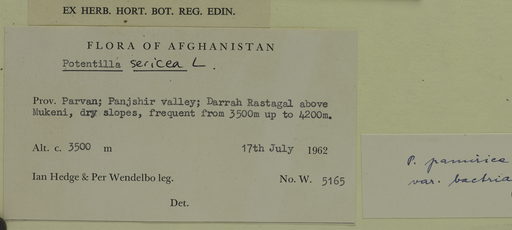 EX HERB. HORT. BOT. REG. EDIN.
FLORA OF AFGHANISTAN
Potentilla sericea L.
Prov. Parvan; Panjshir valley; Darrah Rastagal above
Mukeni, dry slopes, frequent from 3500m up to 4200m.
Alt. c. 3500 m 17th July 1962
Ian Hedge & Per Wendelbo leg. No. W. 5165
Det.
P. pamirica
var. bactria